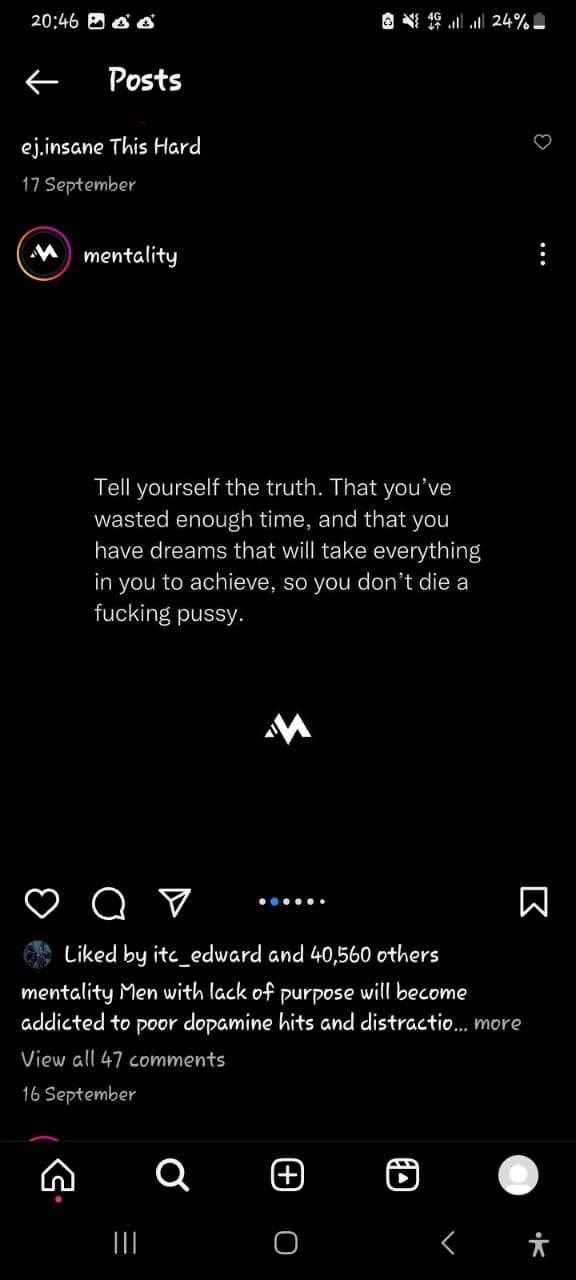 20:46 4G 24%
Posts
ej.insane This Hard
17 September
mentality
Tell yourself the truth. That you’ve
wasted enough time, and that you
have dreams that will take everything
in you to achieve, so you don’t die a
fucking pussy.
Liked by itc_edward and 40,560 others
mentality Men with lack of purpose will become
addicted to poor dopamine hits and distractio... more
View all 47 comments
16 September